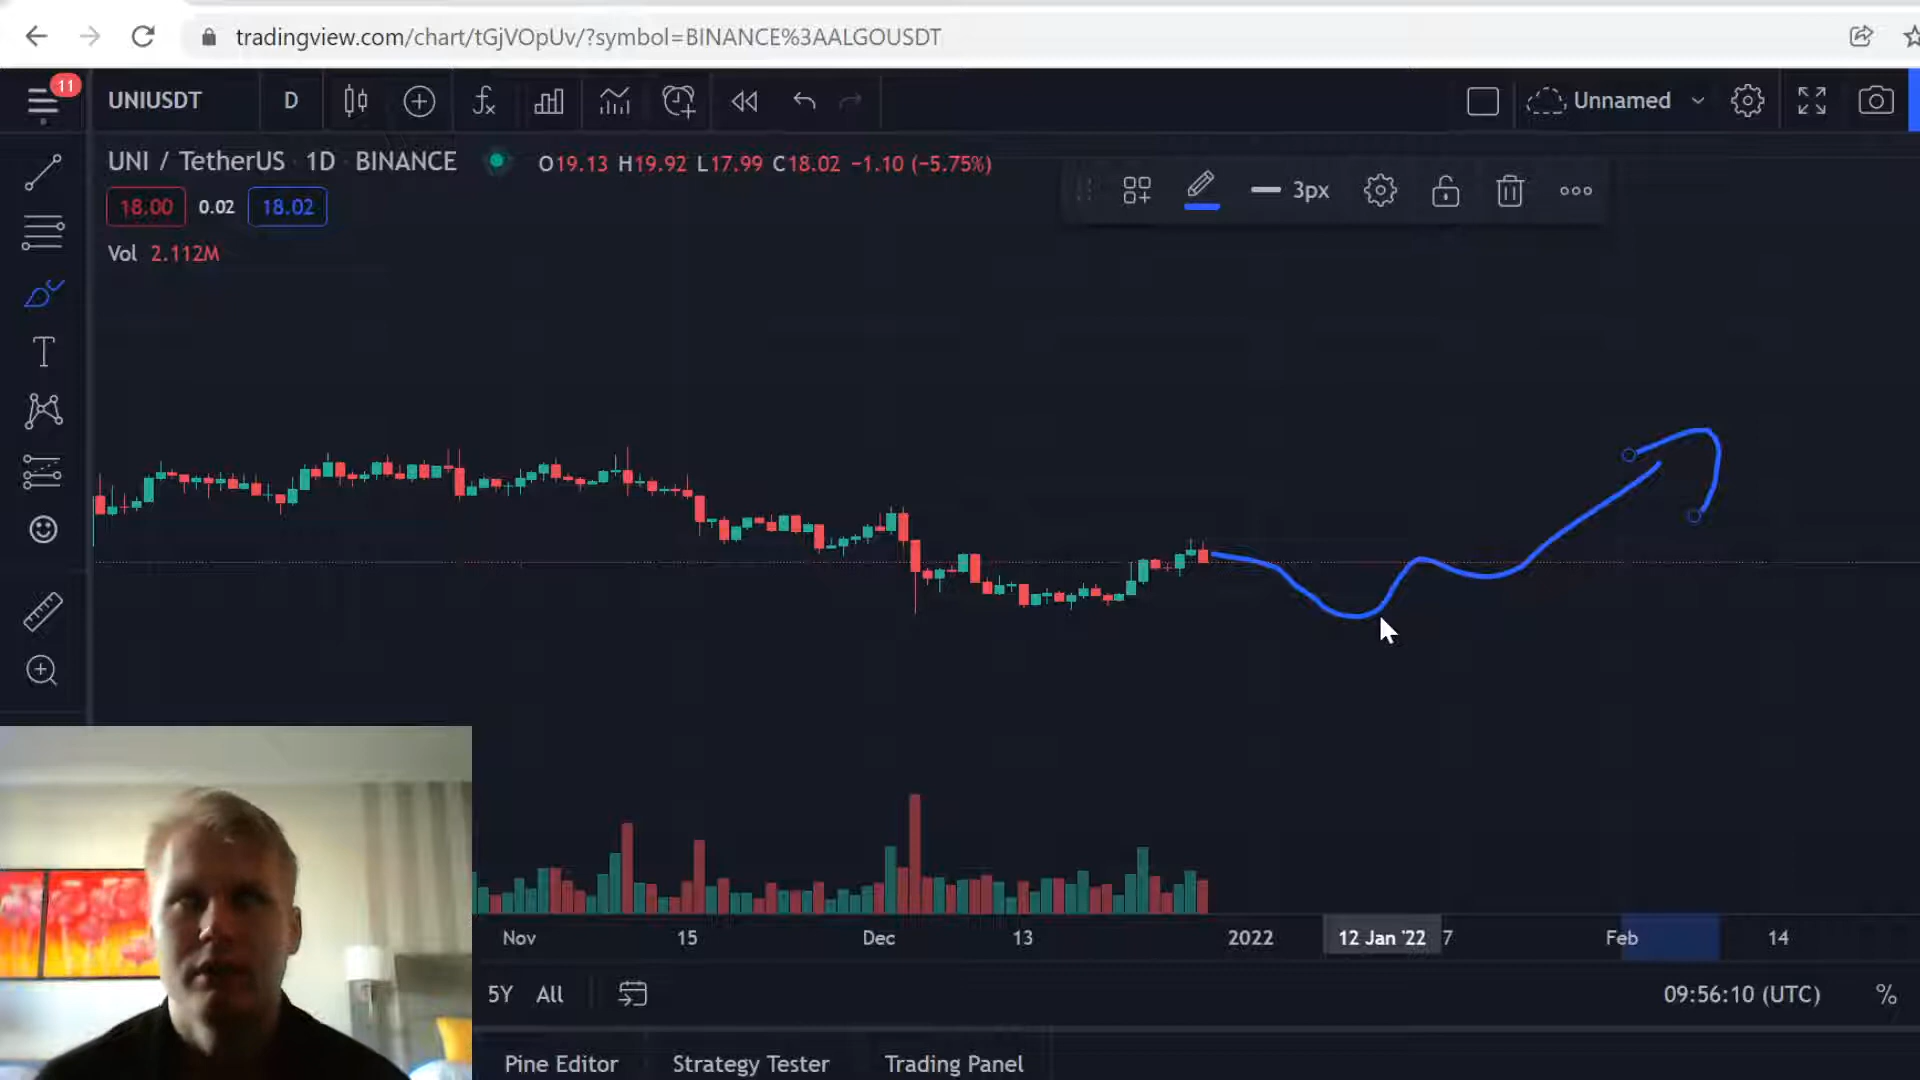 tradingview.com/chart/tGjVOpUv/?symbol=BINANCE%3AALGOUSDT
11
UNIUSDT D Unnamed
UNI / TetherUS 1D BINANCE O19.13 H19.92 L17.99 C18.02 −1.10 (−5.75%)
3px
18.00 0.02 18.02
Vol 2.112M
Nov 15 Dec 13 2022 12 Jan '22 7 Feb 14
5Y All 09:56:10 (UTC) %
Pine Editor Strategy Tester Trading Panel